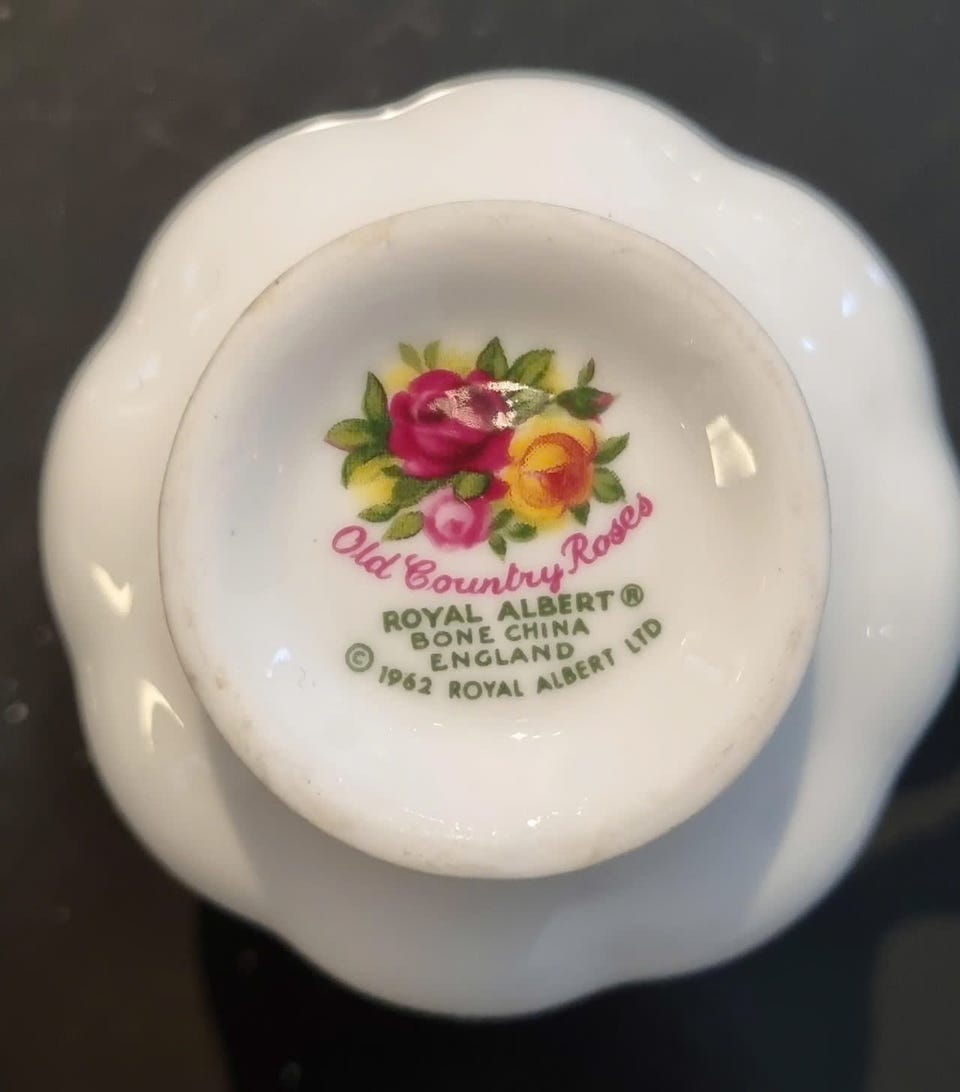 Old Country Roses
ROYAL ALBERT®
BONE CHINA
ENGLAND
© 1962 ROYAL ALBERT LTD